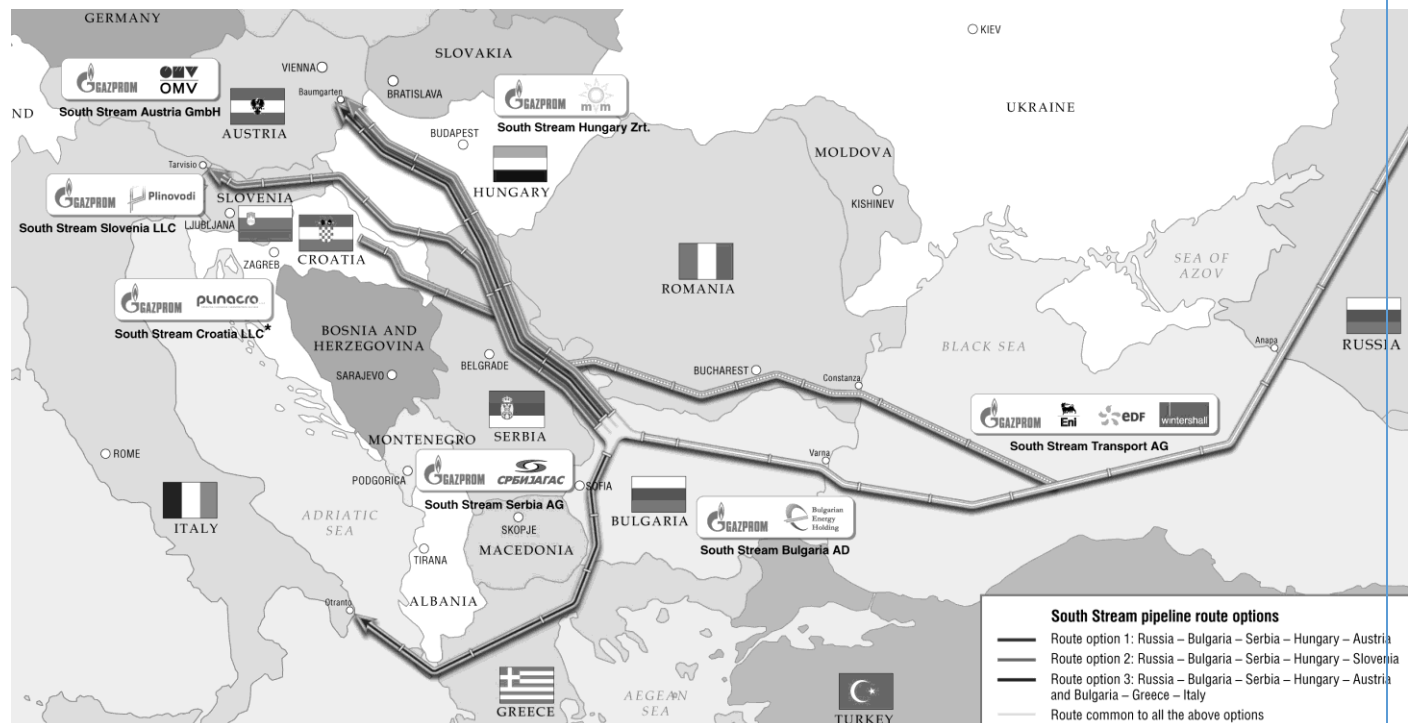 GERMANY
KIEV
SLOVAKIA
VIENNA
GAZPROM
OMV
South Stream Austria GmbH
Baumgarten
BRATISLAVA
GAZPROM
mvm
South Stream Hungary Zrt.
UKRAINE
ND
AUSTRIA
BUDAPEST
MOLDOVA
Tarvisio
HUNGARY
GAZPROM
Plinovodi
South Stream Slovenia LLC
SLOVENIA
LJUBLJANA
KISHINEV
ZAGREB
CROATIA
SEA OF
AZOV
ROMANIA
GAZPROM
PLINACRO
South Stream Croatia LLC*
BOSNIA AND
HERZEGOVINA
BLACK SEA
Anapa
RUSSIA
BELGRADE
SARAJEVO
BUCHAREST
Constanza
GAZPROM
Eni
eDF
wintershall
South Stream Transport AG
SERBIA
MONTENEGRO
ROME
PODGORICA
GAZPROM
СРБИЈАГАС
South Stream Serbia AG
SOFIA
Varna
ITALY
ADRIATIC
SEA
SKOPJE
BULGARIA
GAZPROM
Bulgarian
Energy
Holding
South Stream Bulgaria AD
MACEDONIA
TIRANA
ALBANIA
Otranto
GREECE
AEGEAN
SEA
TURKEY
South Stream pipeline route options
Route option 1: Russia – Bulgaria – Serbia – Hungary – Austria
Route option 2: Russia – Bulgaria – Serbia – Hungary – Slovenia
Route option 3: Russia – Bulgaria – Serbia – Hungary – Austria
and Bulgaria – Greece – Italy
Route common to all the above options